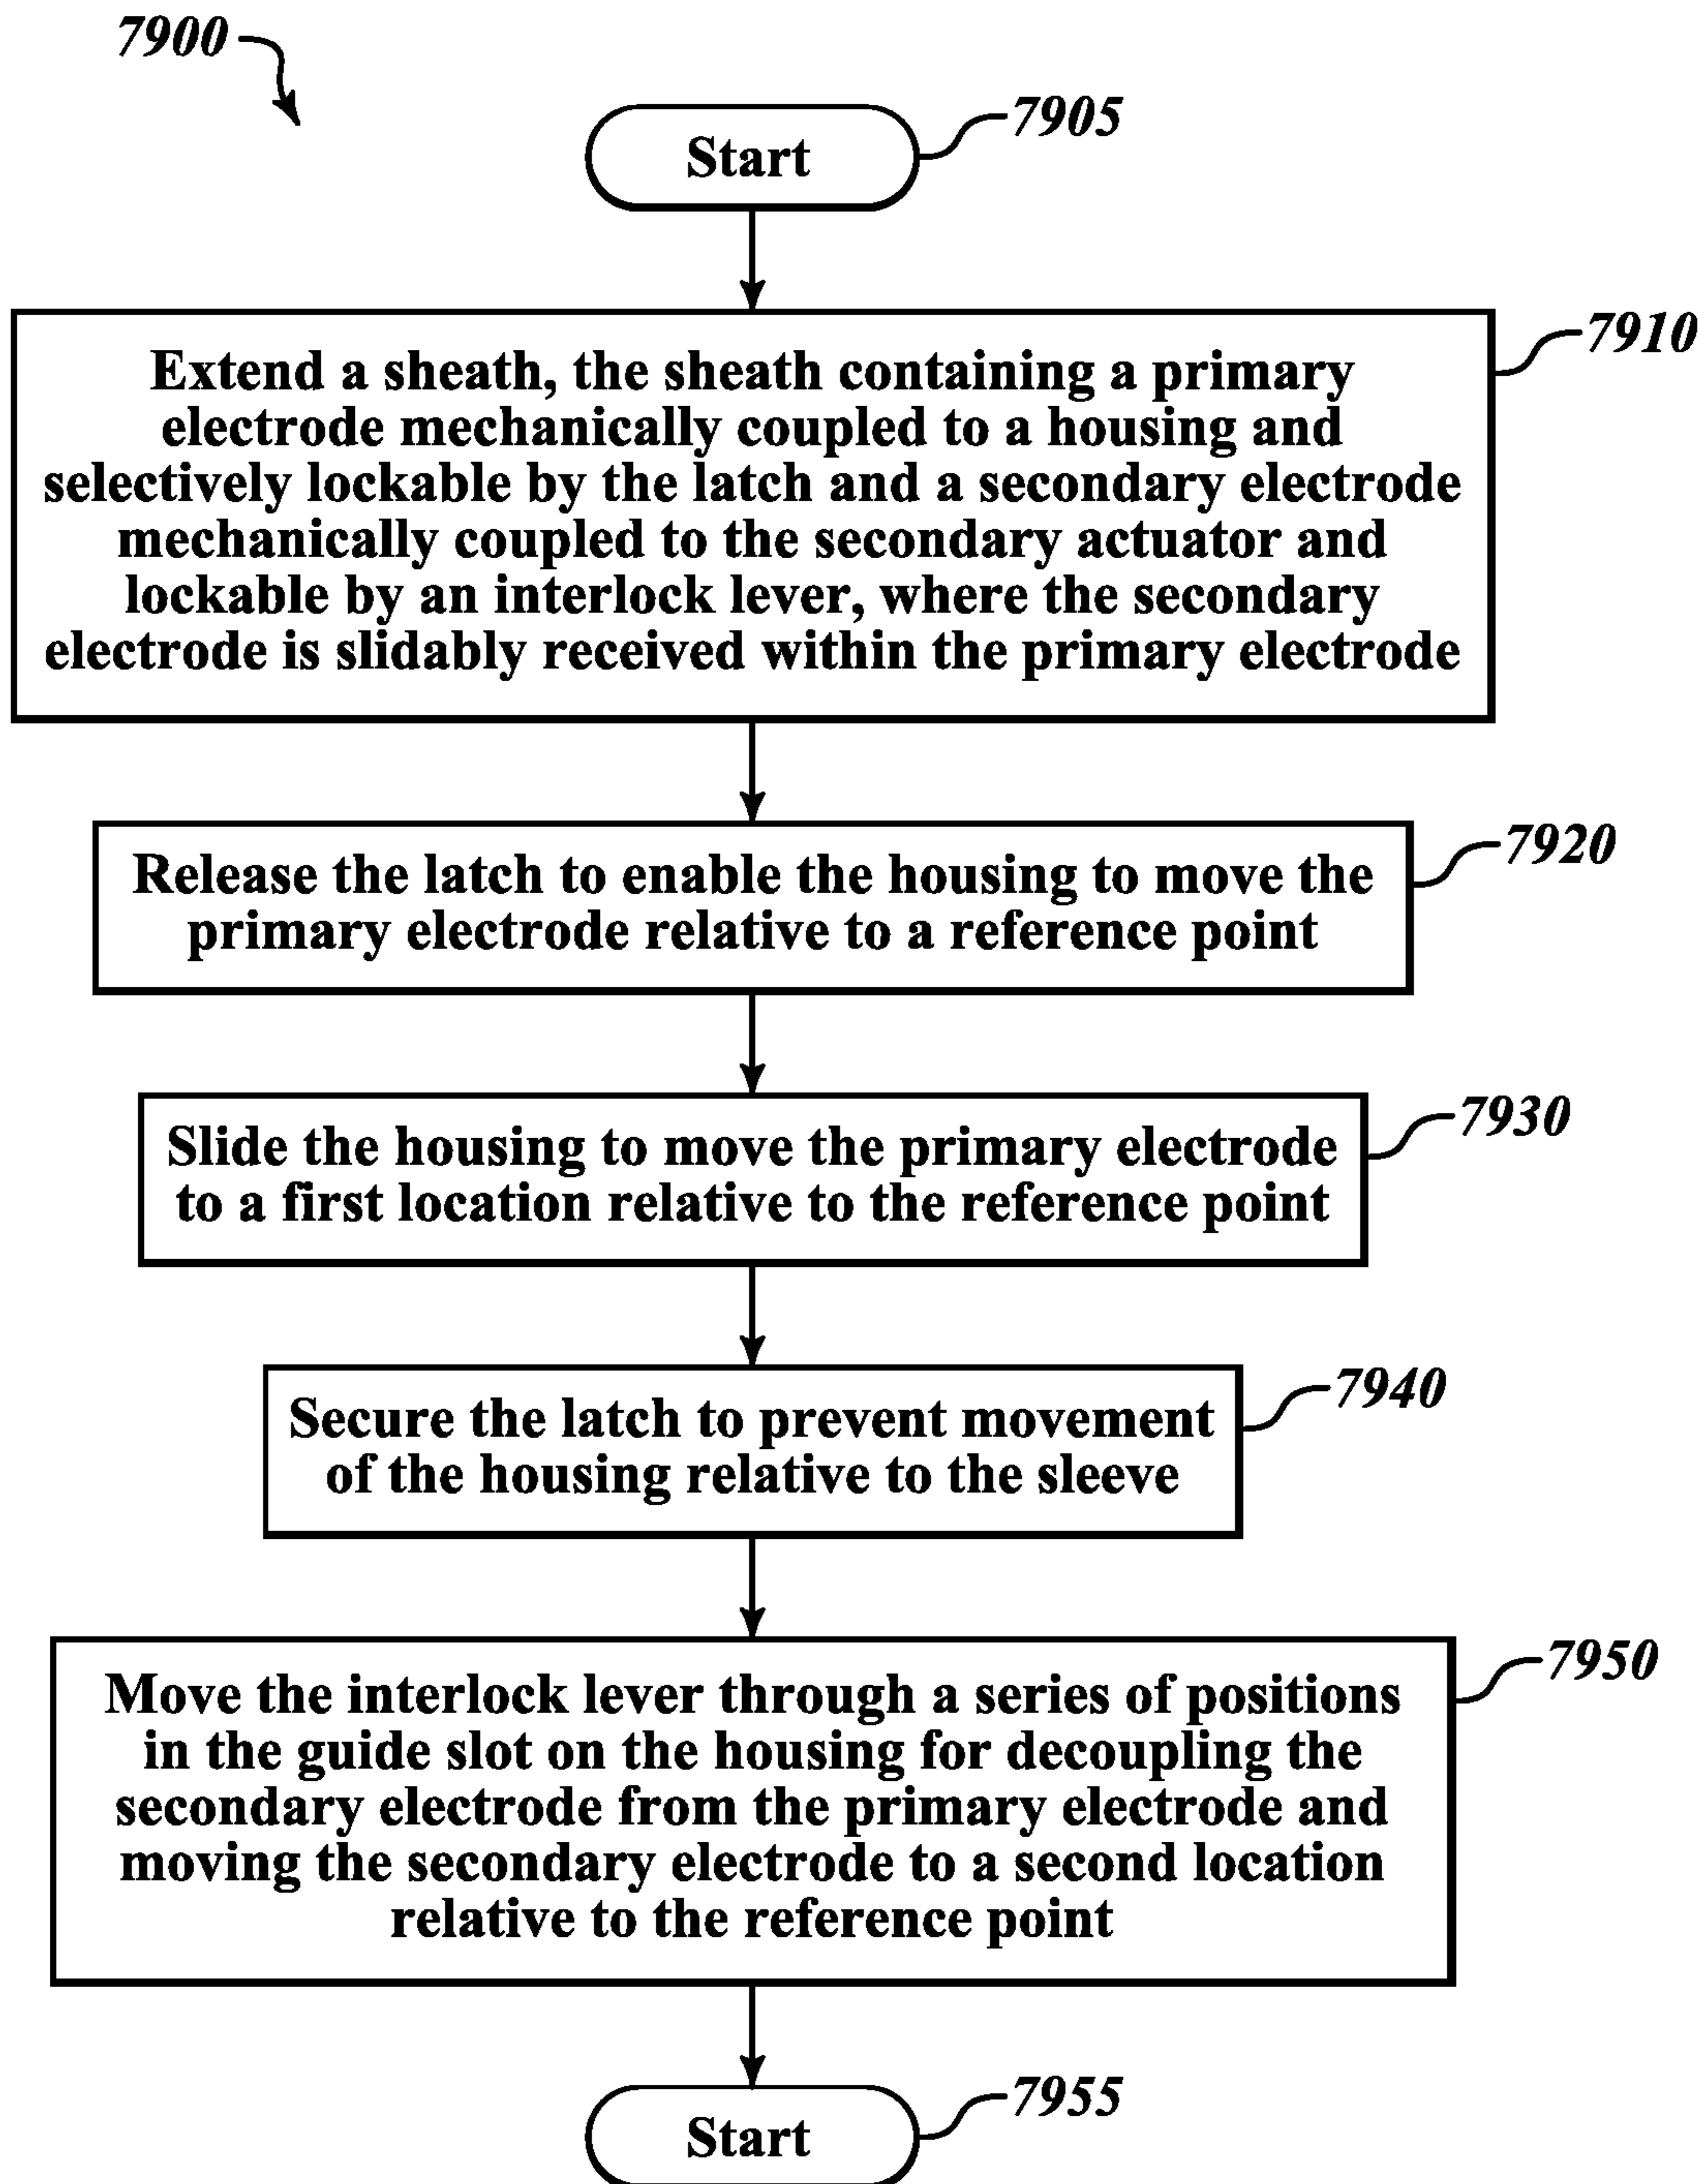 7900
Start
7905
7910
Extend a sheath, the sheath containing a primary
electrode mechanically coupled to a housing and
selectively lockable by the latch and a secondary electrode
mechanically coupled to the secondary actuator and
lockable by an interlock lever, where the secondary
electrode is slidably received within the primary electrode
7920
Release the latch to enable the housing to move the
primary electrode relative to a reference point
7930
Slide the housing to move the primary electrode
to a first location relative to the reference point
7940
Secure the latch to prevent movement
of the housing relative to the sleeve
7950
Move the interlock lever through a series of positions
in the guide slot on the housing for decoupling the
secondary electrode from the primary electrode and
moving the secondary electrode to a second location
relative to the reference point
7955
Start